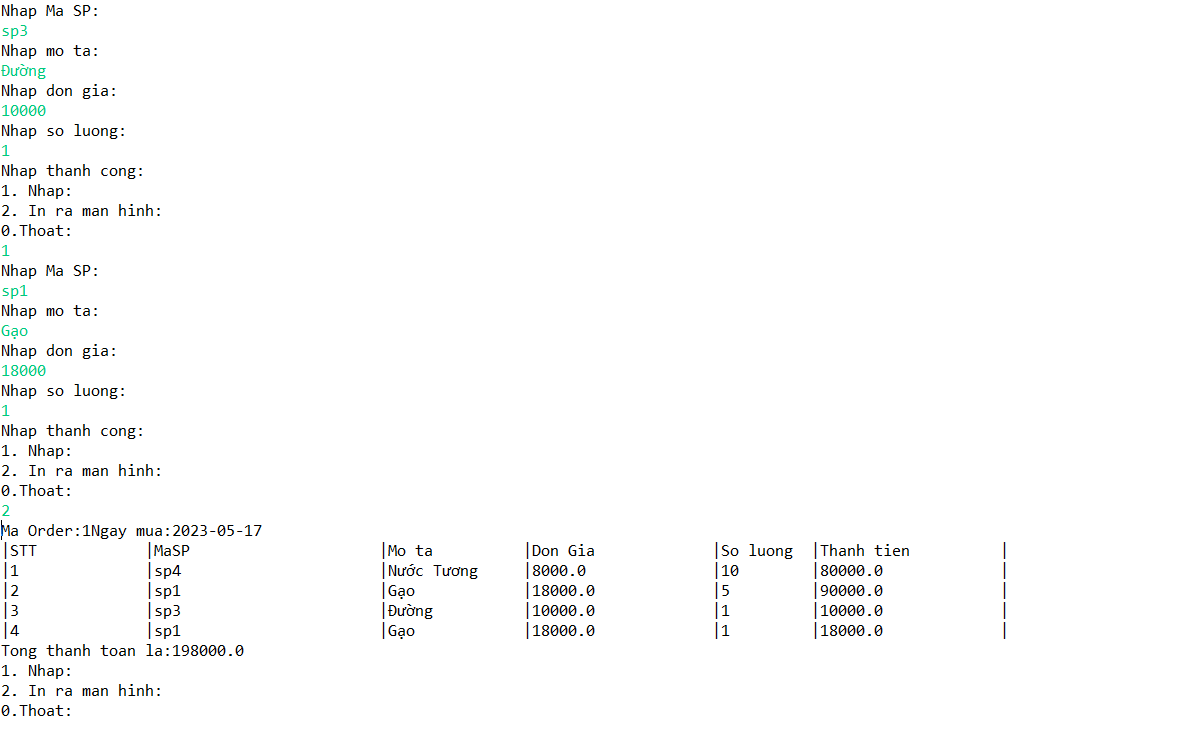 Nhap Ma SP:
sp3
Nhap mo ta:
Đường
Nhap don gia:
10000
Nhap so luong:
1
Nhap thanh cong:
1. Nhap:
2. In ra man hinh:
0.Thoat:
1
Nhap Ma SP:
sp1
Nhap mo ta:
Gạo
Nhap don gia:
18000
Nhap so luong:
1
Nhap thanh cong:
1. Nhap:
2. In ra man hinh:
0.Thoat:
2
Ma Order:1Ngay mua:2023-05-17
|STT |MaSP |Mo ta |Don Gia |So luong |Thanh tien |
|1 |sp4 |Nước Tương |8000.0 |10 |80000.0 |
|2 |sp1 |Gạo |18000.0 |5 |90000.0 |
|3 |sp3 |Đường |10000.0 |1 |10000.0 |
|4 |sp1 |Gạo |18000.0 |1 |18000.0 |
Tong thanh toan la:198000.0
1. Nhap:
2. In ra man hinh:
0.Thoat: